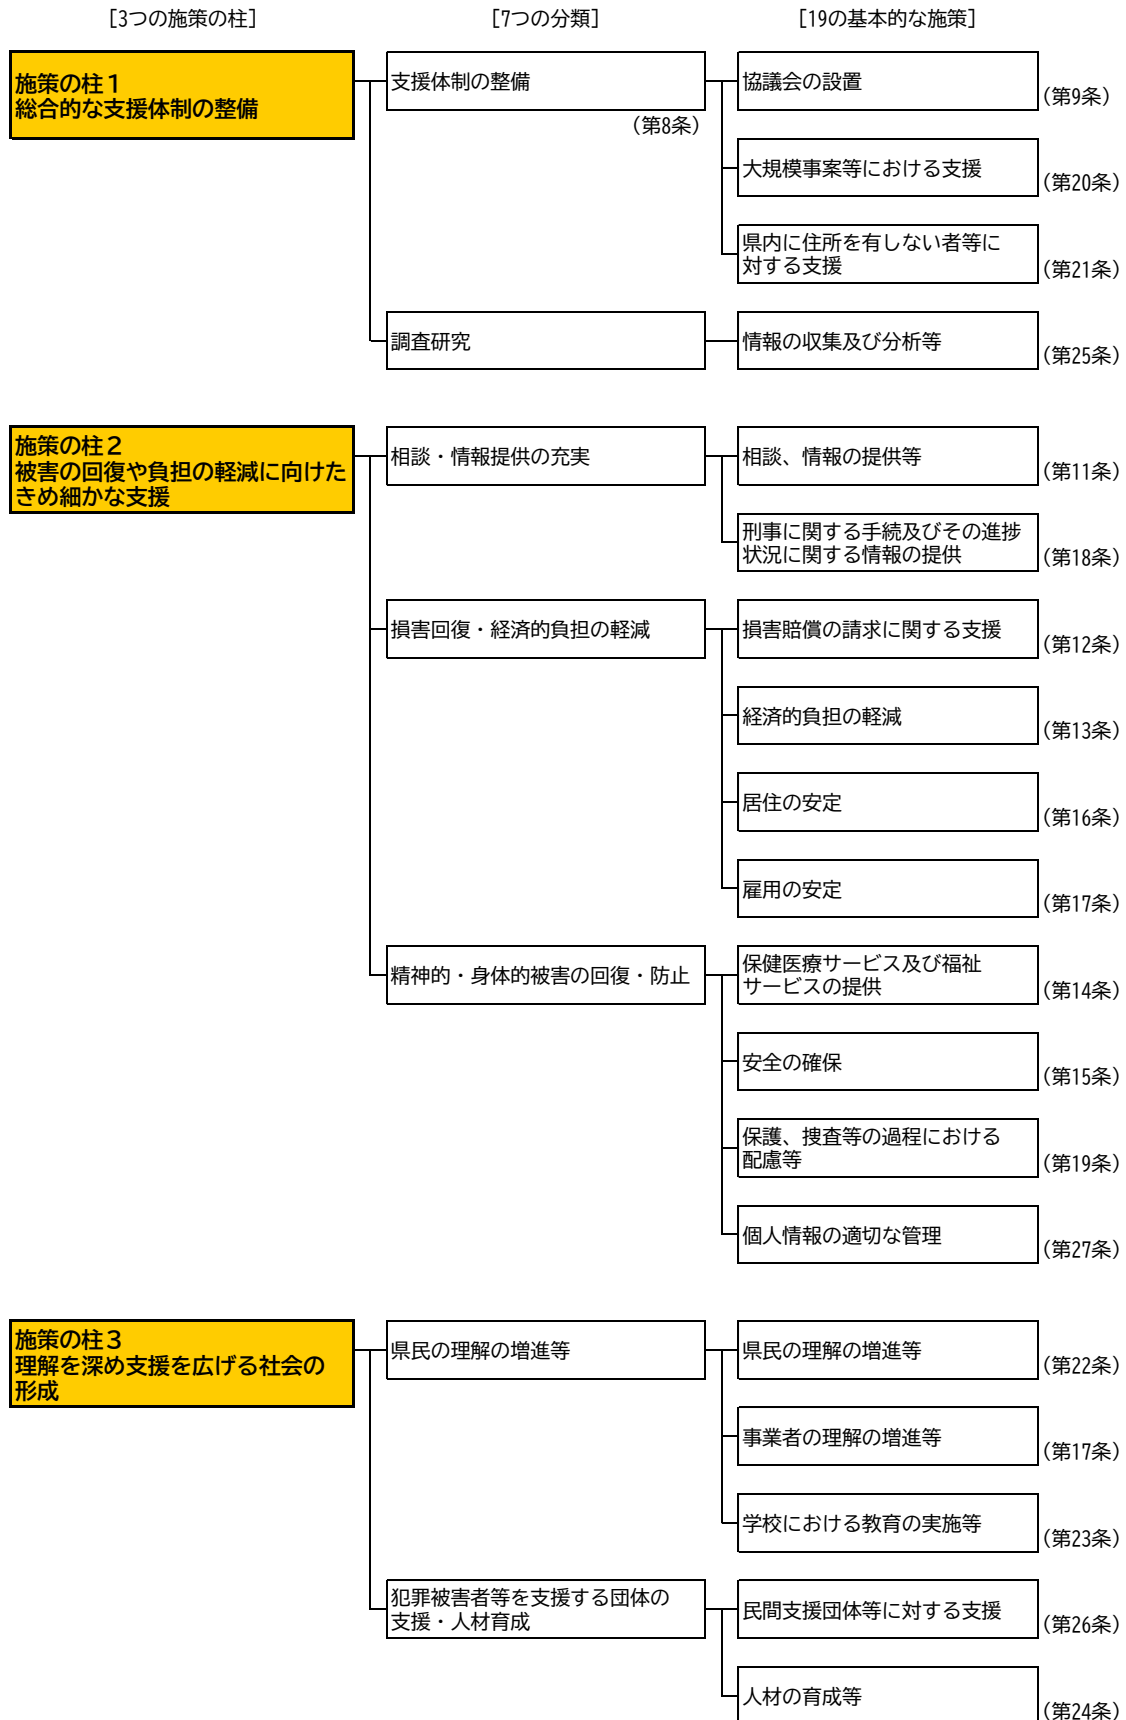 [3つの施策の柱]
[7つの分類]
[19の基本的な施策]
施策の柱1
総合的な支援体制の整備
支援体制の整備
(第8条)
協議会の設置
(第9条)
大規模事案等における支援
(第20条)
県内に住所を有しない者等に
対する支援
(第21条)
調査研究
情報の収集及び分析等
(第25条)
施策の柱2
被害の回復や負担の軽減に向けた
きめ細かな支援
相談・情報提供の充実
相談、情報の提供等
(第11条)
刑事に関する手続及びその進捗
状況に関する情報の提供
(第18条)
損害回復・経済的負担の軽減
損害賠償の請求に関する支援
(第12条)
経済的負担の軽減
(第13条)
居住の安定
(第16条)
雇用の安定
(第17条)
精神的・身体的被害の回復・防止
保健医療サービス及び福祉
サービスの提供
(第14条)
安全の確保
(第15条)
保護、捜査等の過程における
配慮等
(第19条)
個人情報の適切な管理
(第27条)
施策の柱3
理解を深め支援を広げる社会の
形成
県民の理解の増進等
県民の理解の増進等
(第22条)
事業者の理解の増進等
(第17条)
学校における教育の実施等
(第23条)
犯罪被害者等を支援する団体の
支援・人材育成
民間支援団体等に対する支援
(第26条)
人材の育成等
(第24条)